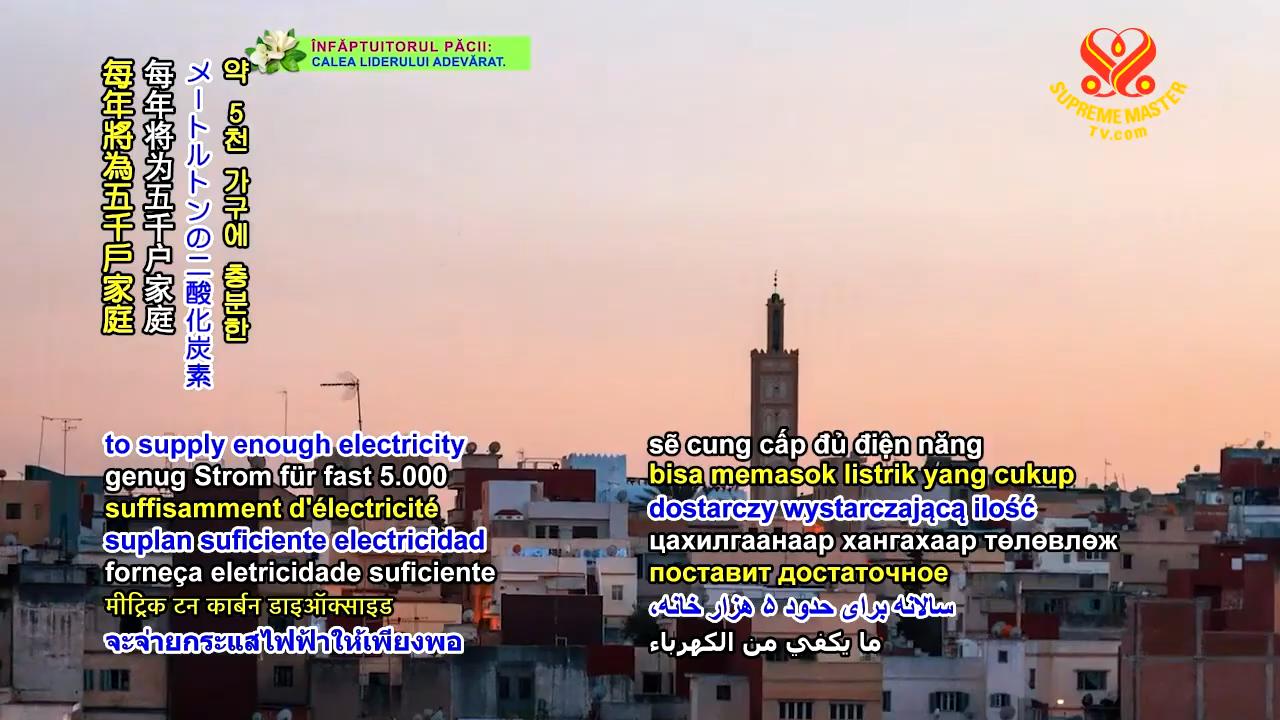 ÎNFĂPTUITORUL PĂCII:
CALEA LIDERULUI ADEVĂRAT.
SUPREME MASTER
TV.com
每年將為五千戶家庭
每年将为五千户家庭
メートルトンの二酸化炭素
약 5천 가구에 충분한
to supply enough electricity
genug Strom für fast 5.000
suffisamment d'électricité
suplan suficiente electricidad
forneça eletricidade suficiente
मीट्रिक टन कार्बन डाइऑक्साइड
จะจ่ายกระแสไฟฟ้าให้เพียงพอ
sẽ cung cấp đủ điện năng
bisa memasok listrik yang cukup
dostarczy wystarczającą ilość
цахилгаанаар хангахаар төлөвлөж
поставит достаточное
سالانه برای حدود ۵ هزار خانه،
ما يكفي من الكهرباء